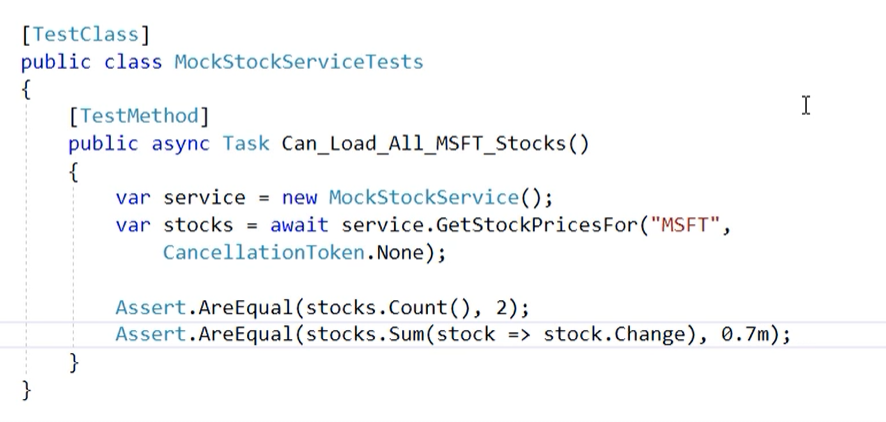 [TestClass]
public class MockStockServiceTests
{
    [TestMethod]
    public async Task Can_Load_All_MSFT_Stocks()
    {
        var service = new MockStockService();
        var stocks = await service.GetStockPricesFor("MSFT",
            CancellationToken.None);

        Assert.AreEqual(stocks.Count(), 2);
        Assert.AreEqual(stocks.Sum(stock => stock.Change), 0.7m);
    }
}